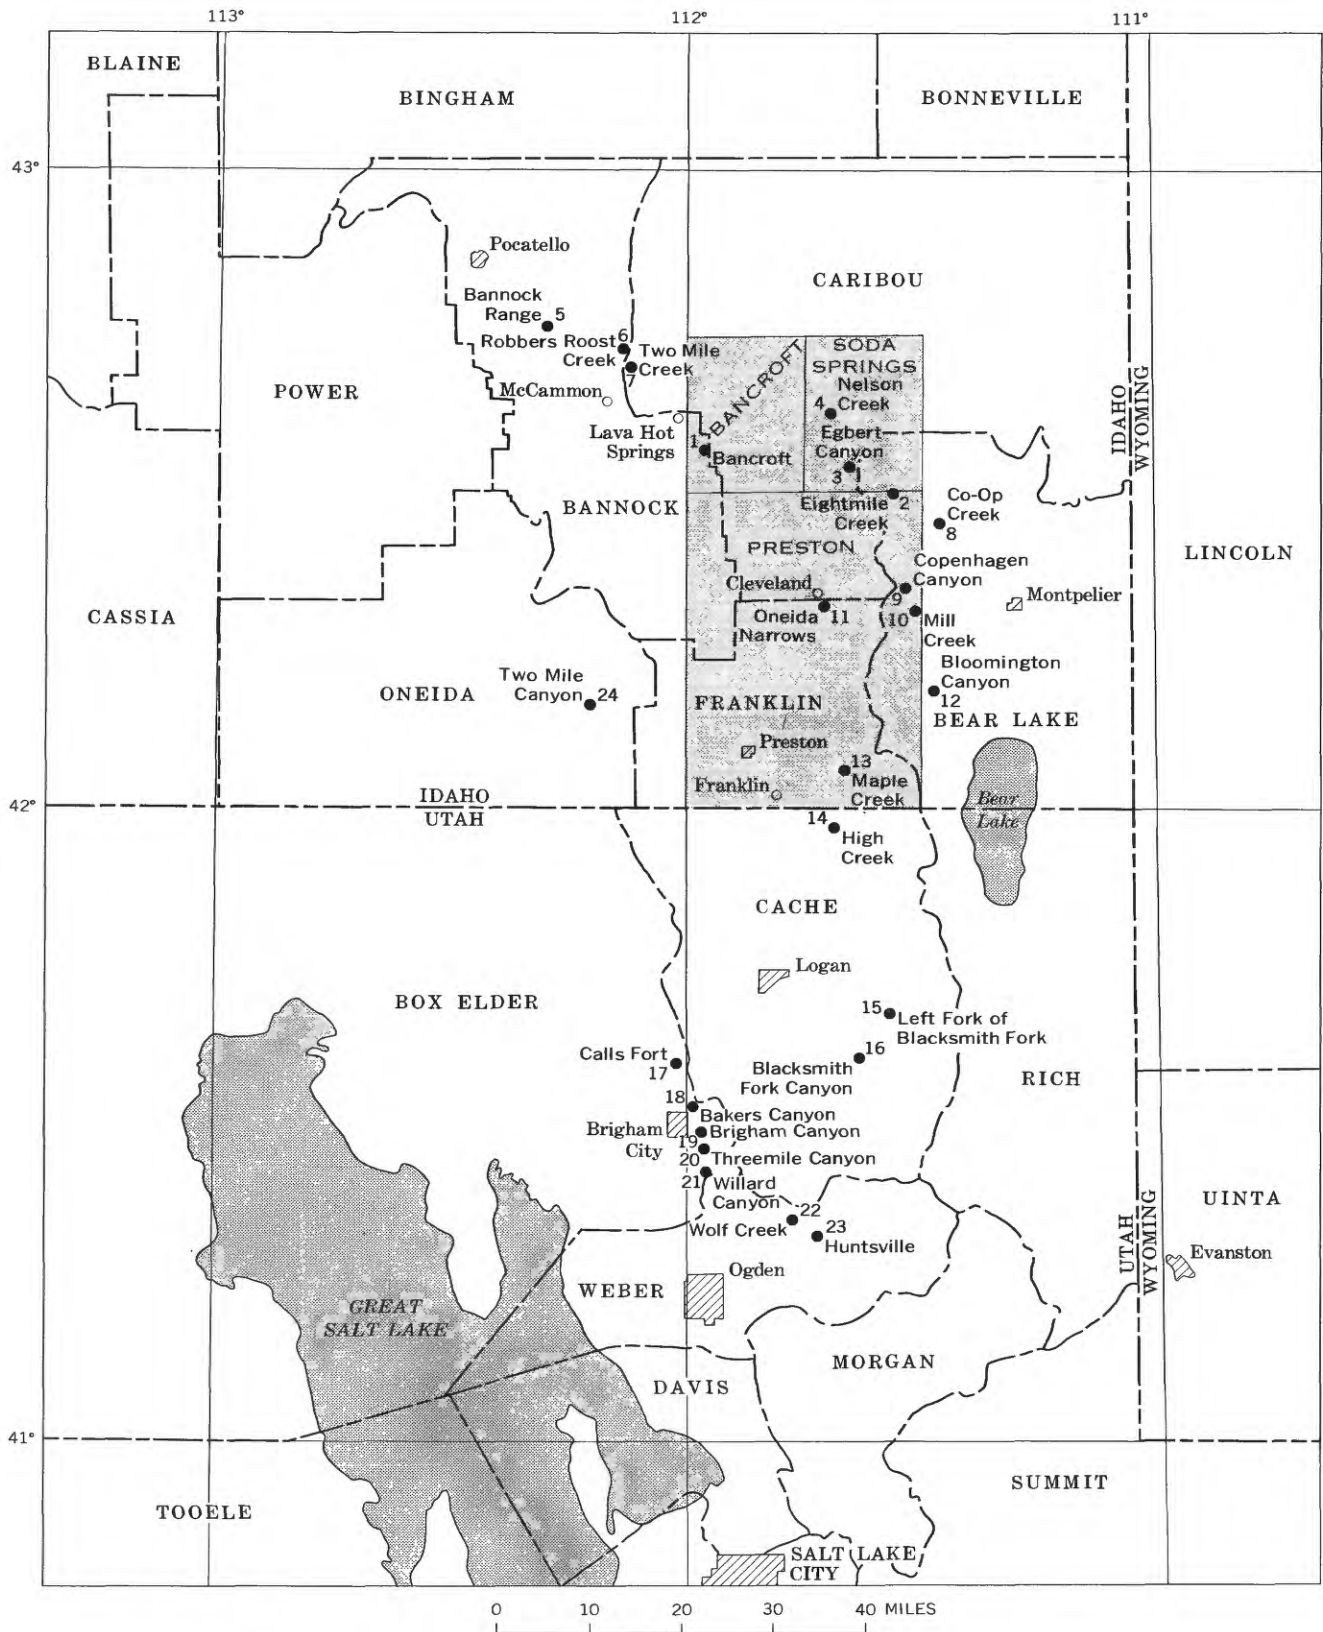 113°
112°
111°
BLAINE
BINGHAM
BONNEVILLE
43°
Pocatello
CARIBOU
Bannock
Range
5
6
Robbers Roost
Creek
Two Mile
Creek
7
SODA
SPRINGS
BANCROFT
Nelson
Creek
4
POWER
McCammon
IDAHO
WYOMING
Lava Hot
Springs
1
Bancroft
Egbert
Canyon
3
BANNOCK
Eightmile
Creek
2
Co-Op
Creek
8
PRESTON
LINCOLN
Copenhagen
Canyon
9
Cleveland
Montpelier
CASSIA
Oneida
Narrows
11
10
Mill
Creek
Two Mile
Canyon
24
ONEIDA
FRANKLIN
Bloomington
Canyon
12
BEAR LAKE
Preston
13
Maple
Creek
Franklin
Bear
Lake
42°
IDAHO
UTAH
14
High
Creek
CACHE
Logan
BOX ELDER
15
Left Fork of
Blacksmith Fork
Calls Fort
17
16
Blacksmith
Fork Canyon
RICH
18
Bakers Canyon
Brigham
City
19
Brigham Canyon
20
Threemile Canyon
21
Willard
Canyon
UTAH
WYOMING
UINTA
22
Wolf Creek
23
Huntsville
Evanston
Ogden
WEBER
GREAT
SALT LAKE
MORGAN
DAVIS
41°
SUMMIT
TOOELE
SALT LAKE
CITY
0 10 20 30 40 MILES